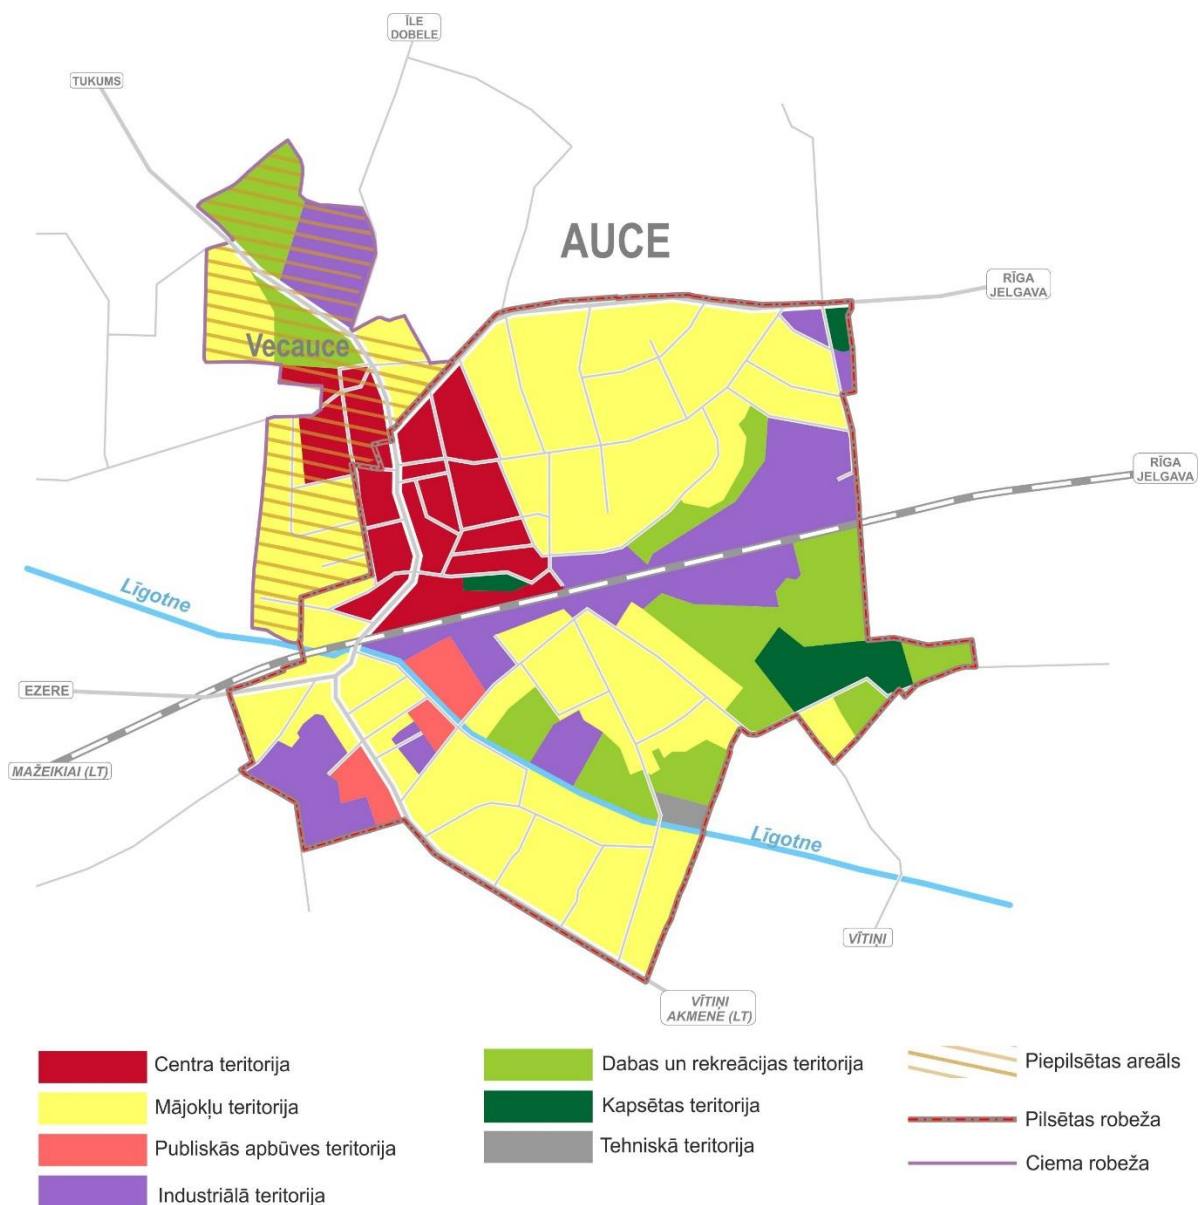 ĪLE
DOBELE
TUKUMS
AUCE
RĪGA
JELGAVA
Vecauce
RĪGA
JELGAVA
Līgotne
EZERE
MAŽEIKIAI (LT)
Līgotne
VĪTIŅI
VĪTIŅI
AKMENE (LT)
Centra teritorija
Mājokļu teritorija
Publiskās apbūves teritorija
Industriālā teritorija
Dabas un rekreācijas teritorija
Kapsētas teritorija
Tehniskā teritorija
Piepilsētas areāls
Pilsētas robeža
Ciema robeža